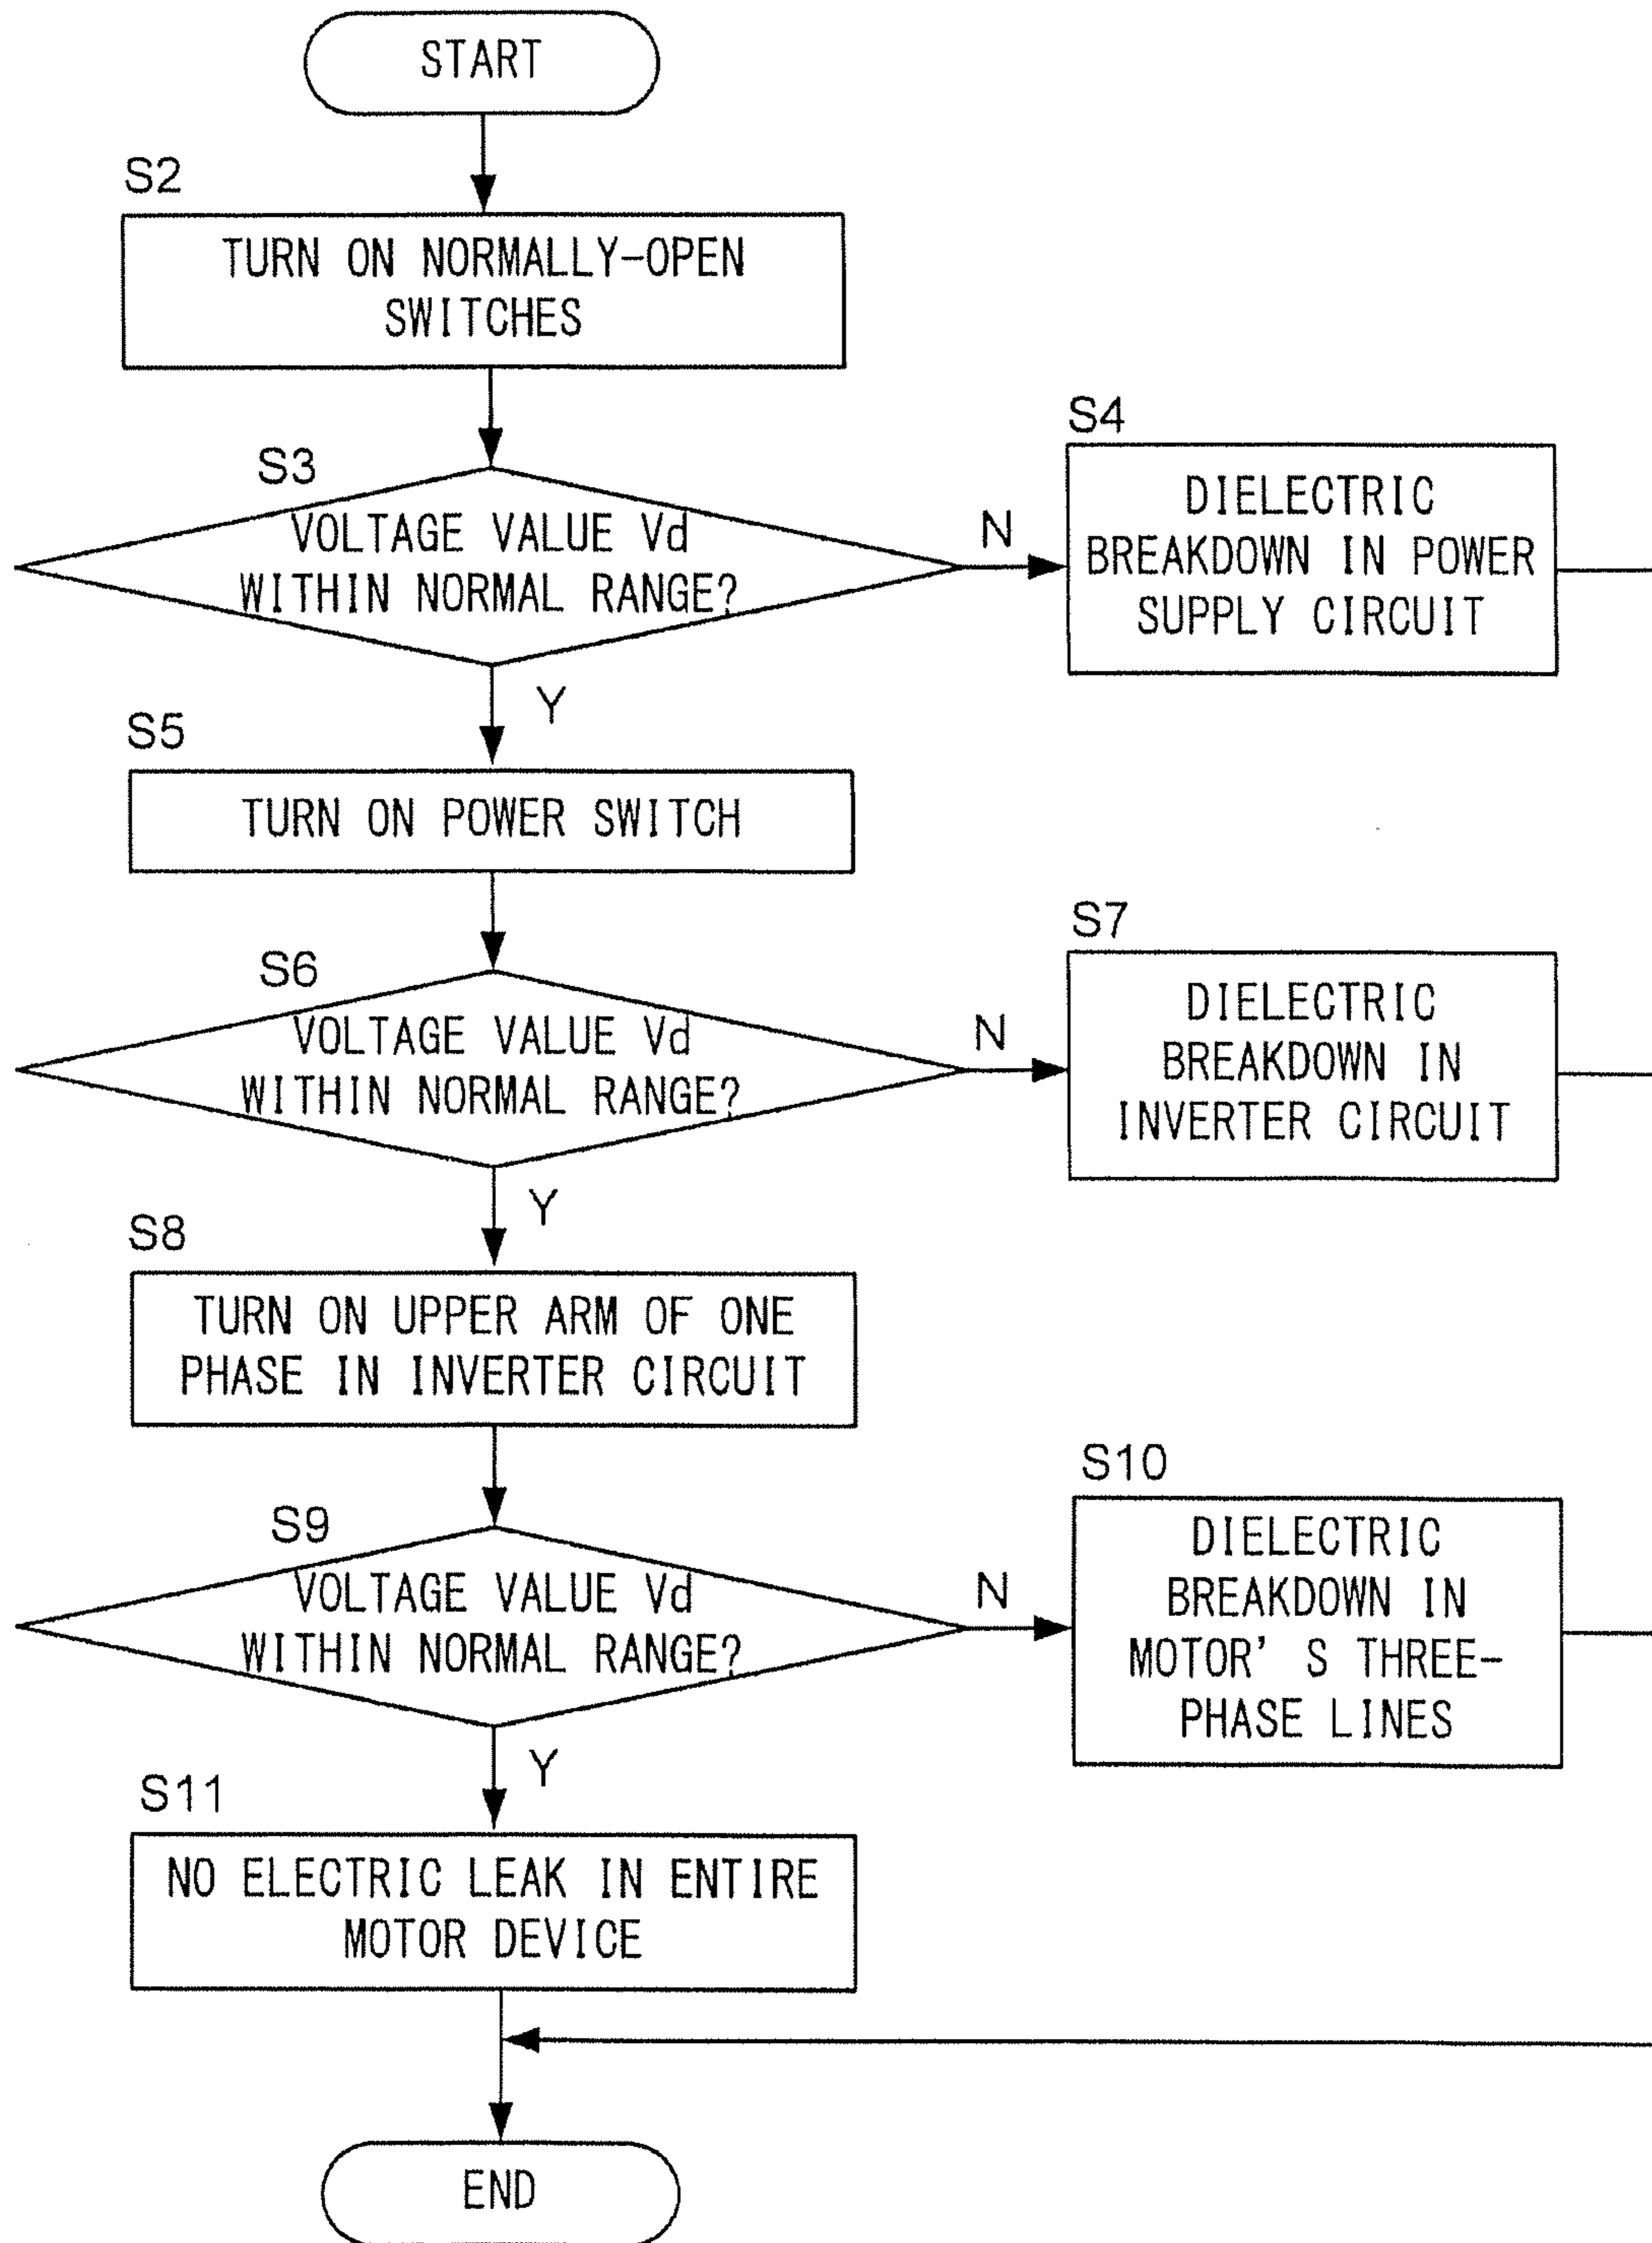 START
S2
TURN ON NORMALLY-OPEN
SWITCHES
S3
VOLTAGE VALUE Vd
WITHIN NORMAL RANGE?
N
S4
DIELECTRIC
BREAKDOWN IN POWER
SUPPLY CIRCUIT
Y
S5
TURN ON POWER SWITCH
S6
VOLTAGE VALUE Vd
WITHIN NORMAL RANGE?
N
S7
DIELECTRIC
BREAKDOWN IN
INVERTER CIRCUIT
Y
S8
TURN ON UPPER ARM OF ONE
PHASE IN INVERTER CIRCUIT
S9
VOLTAGE VALUE Vd
WITHIN NORMAL RANGE?
N
S10
DIELECTRIC
BREAKDOWN IN
MOTOR' S THREE-
PHASE LINES
Y
S11
NO ELECTRIC LEAK IN ENTIRE
MOTOR DEVICE
END